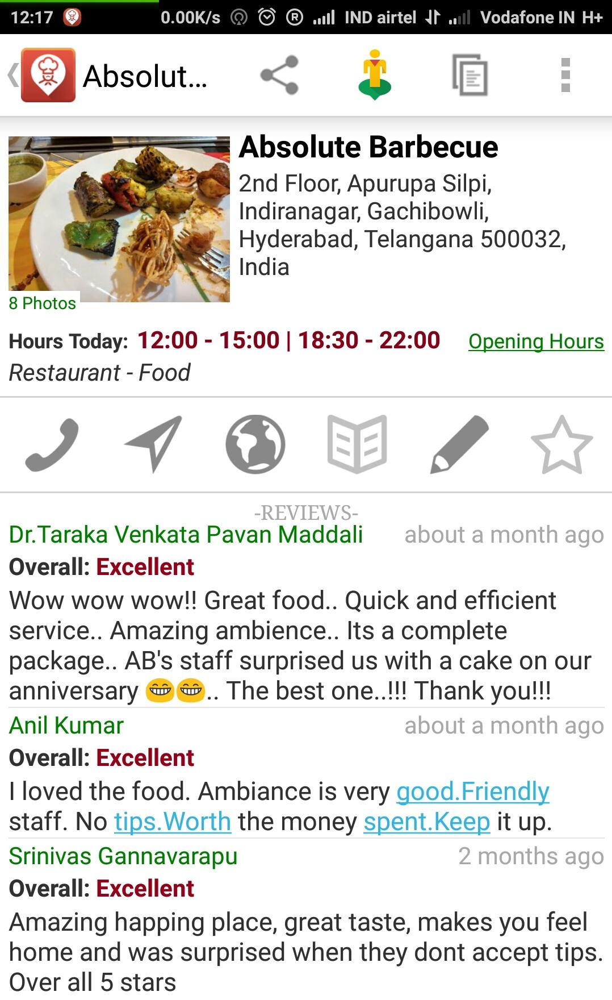 12:17 0.00K/s R IND airtel Vodafone IN H+
Absolut...
Absolute Barbecue
2nd Floor, Apurupa Silpi,
Indiranagar, Gachibowli,
Hyderabad, Telangana 500032,
India
8 Photos
Hours Today: 12:00 - 15:00 | 18:30 - 22:00 Opening Hours
Restaurant - Food
-REVIEWS-
Dr.Taraka Venkata Pavan Maddali about a month ago
Overall: Excellent
Wow wow wow!! Great food.. Quick and efficient
service.. Amazing ambience.. Its a complete
package.. AB's staff surprised us with a cake on our
anniversary 😁😁.. The best one..!!! Thank you!!!
Anil Kumar about a month ago
Overall: Excellent
I loved the food. Ambiance is very good.Friendly
staff. No tips.Worth the money spent.Keep it up.
Srinivas Gannavarapu 2 months ago
Overall: Excellent
Amazing happing place, great taste, makes you feel
home and was surprised when they dont accept tips.
Over all 5 stars